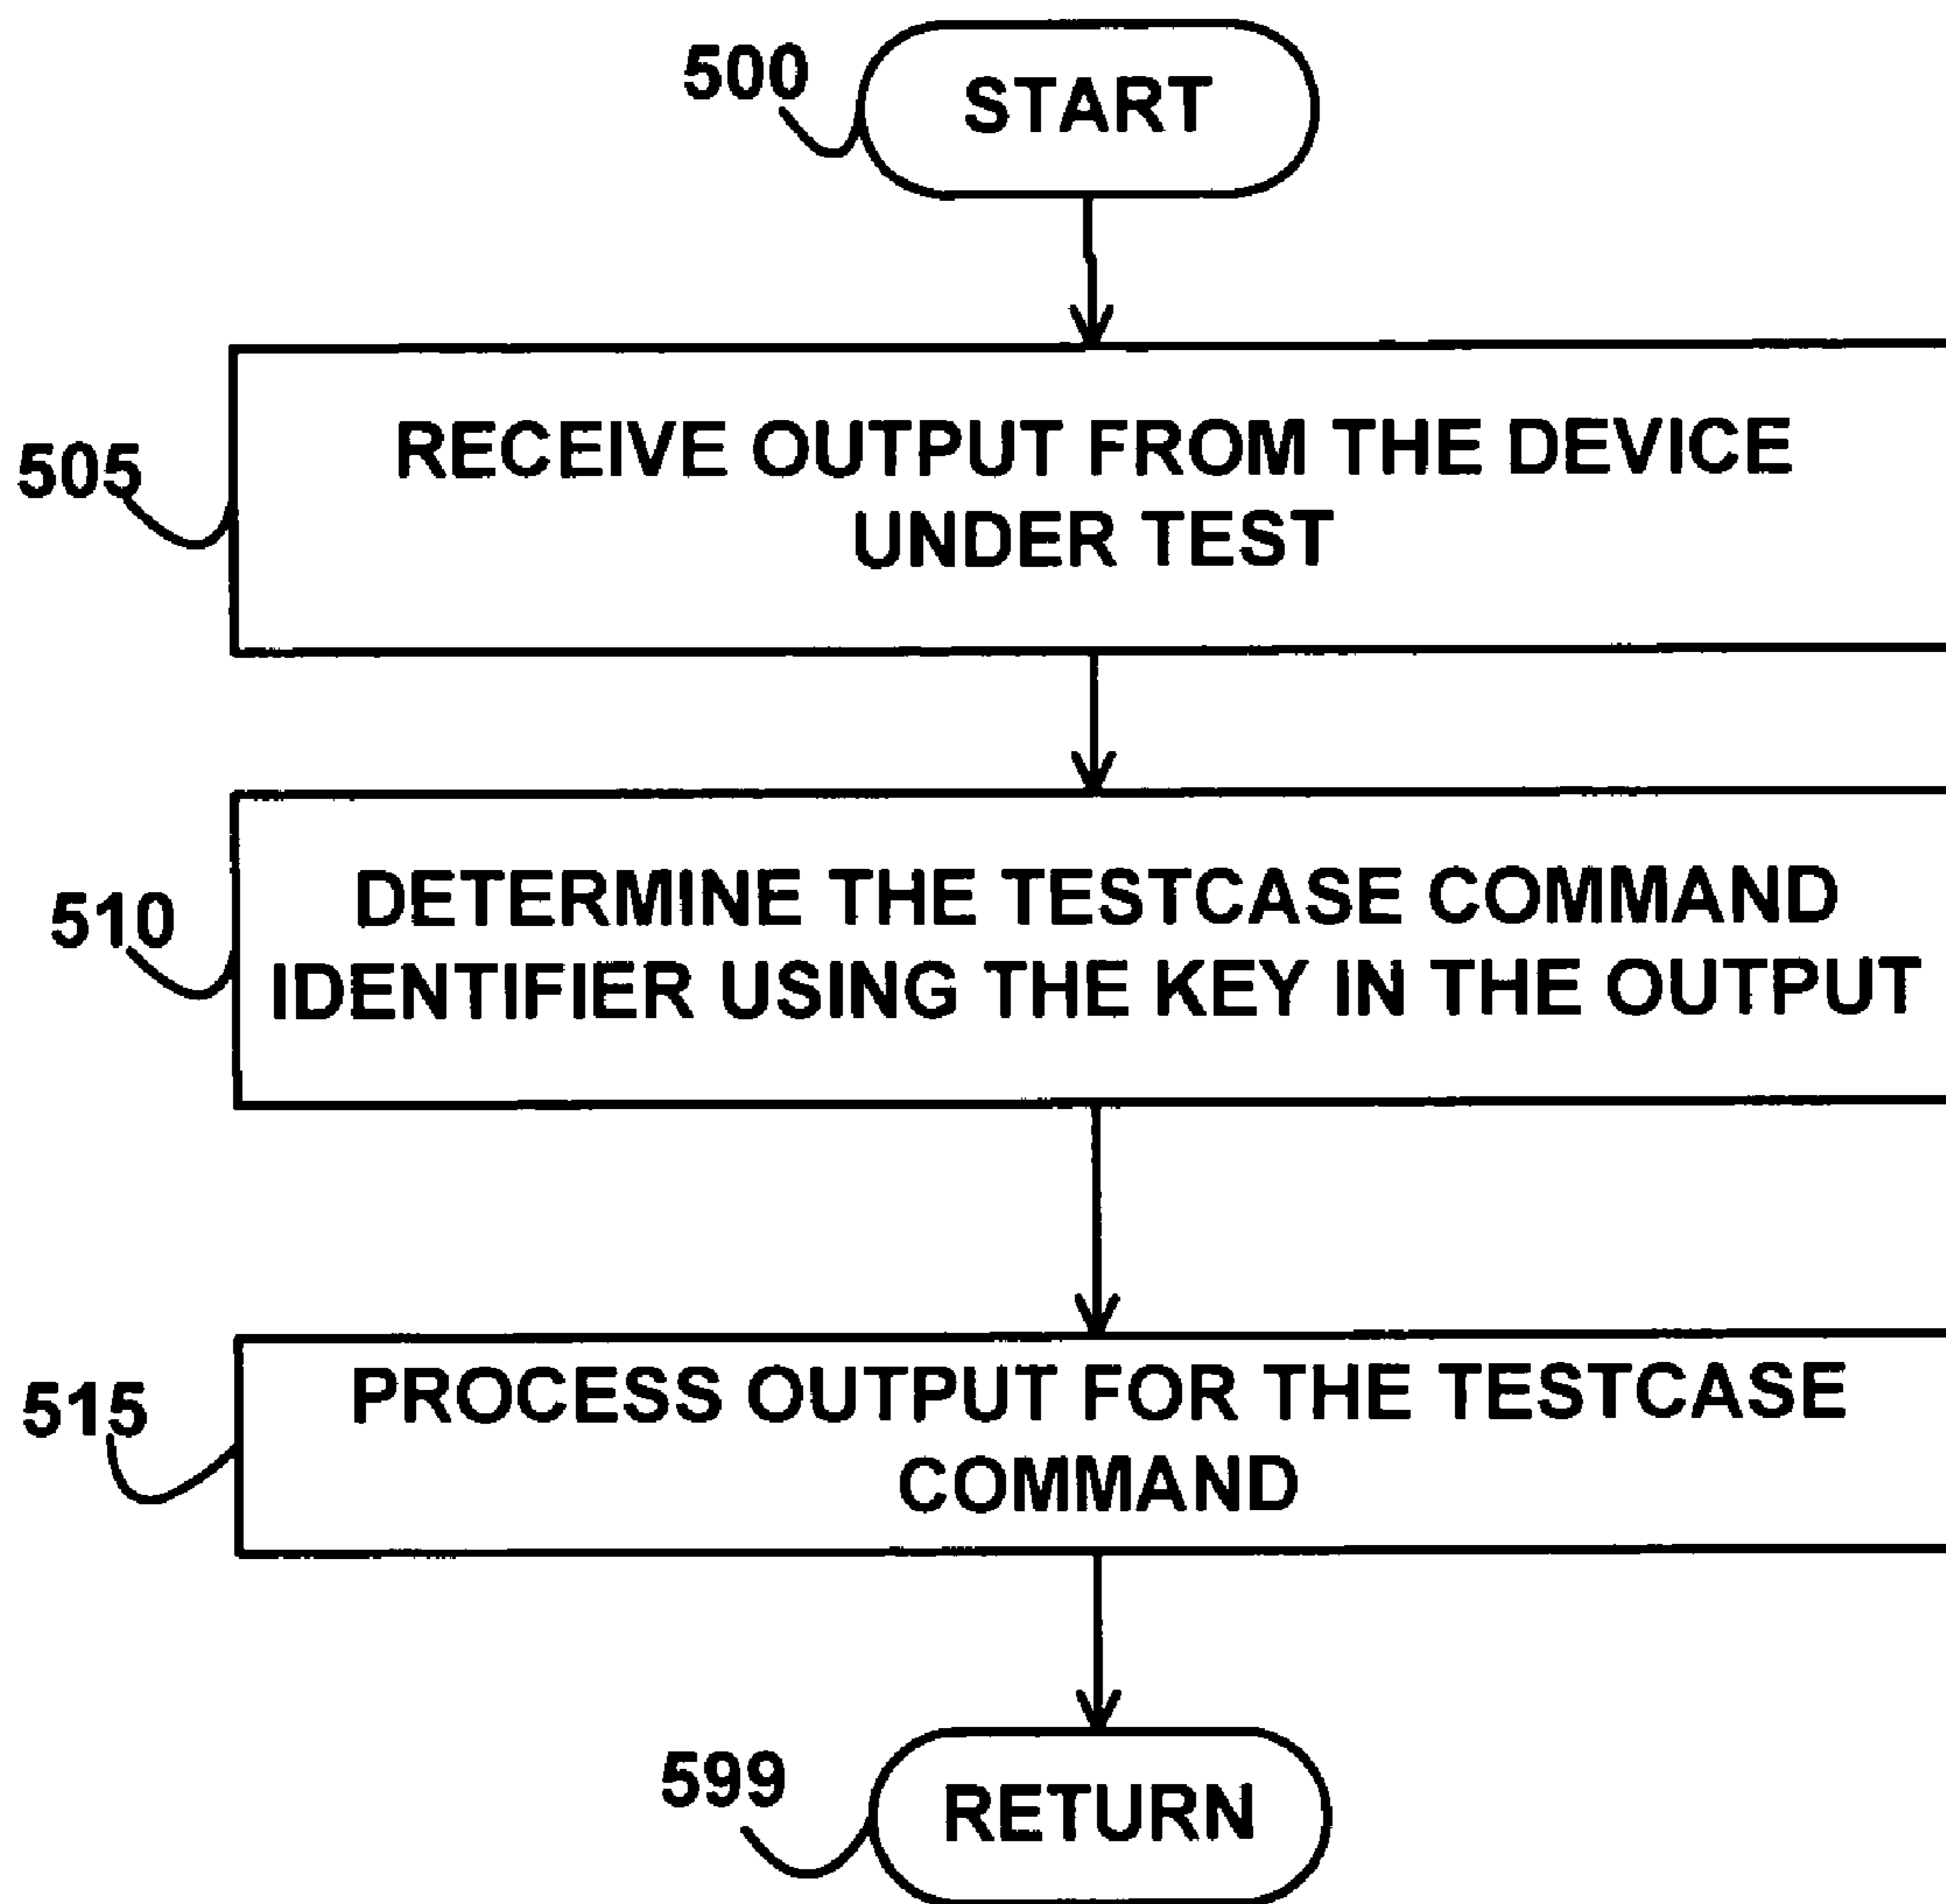 500
START
505
RECEIVE OUTPUT FROM THE DEVICE
UNDER TEST
510
DETERMINE THE TESTCASE COMMAND
IDENTIFIER USING THE KEY IN THE OUTPUT
515
PROCESS OUTPUT FOR THE TESTCASE
COMMAND
599
RETURN